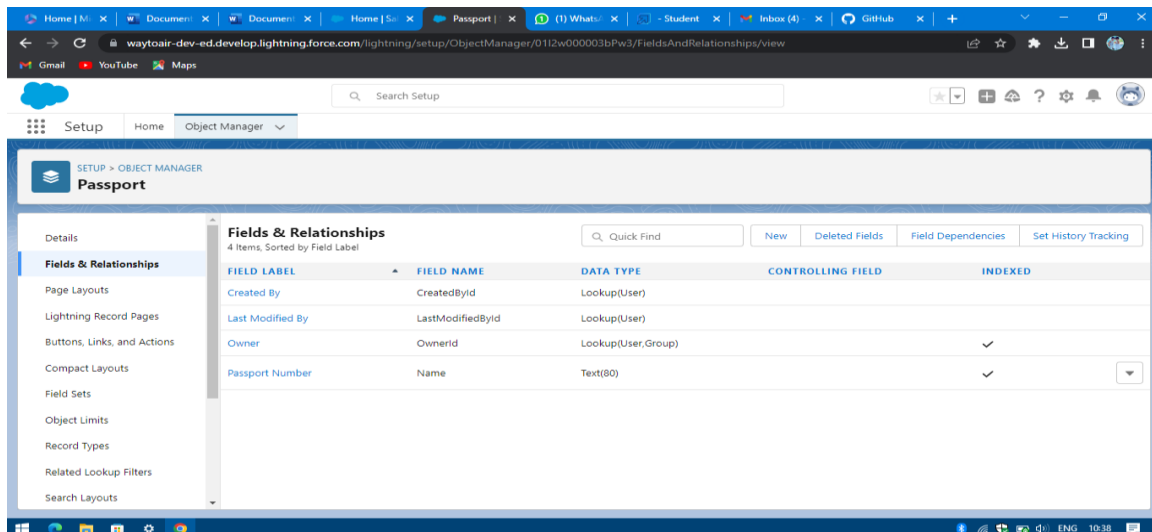 Home | M
Document
Document
Home | Sa
Passport |
(1) Whats
- Student
Inbox (4) -
GitHub
waytoair-dev-ed.develop.lightning.force.com/lightning/setup/ObjectManager/01I2w000003bPw3/FieldsAndRelationships/view
Gmail
YouTube
Maps
Search Setup
Setup
Home
Object Manager
SETUP > OBJECT MANAGER
Passport
Details
Fields & Relationships
Page Layouts
Lightning Record Pages
Buttons, Links, and Actions
Compact Layouts
Field Sets
Object Limits
Record Types
Related Lookup Filters
Search Layouts
Fields & Relationships
4 Items, Sorted by Field Label
Quick Find
New
Deleted Fields
Field Dependencies
Set History Tracking
FIELD LABEL FIELD NAME DATA TYPE CONTROLLING FIELD INDEXED
Created By CreatedById Lookup(User)
Last Modified By LastModifiedById Lookup(User)
Owner OwnerId Lookup(User,Group)
Passport Number Name Text(80)
ENG 10:38